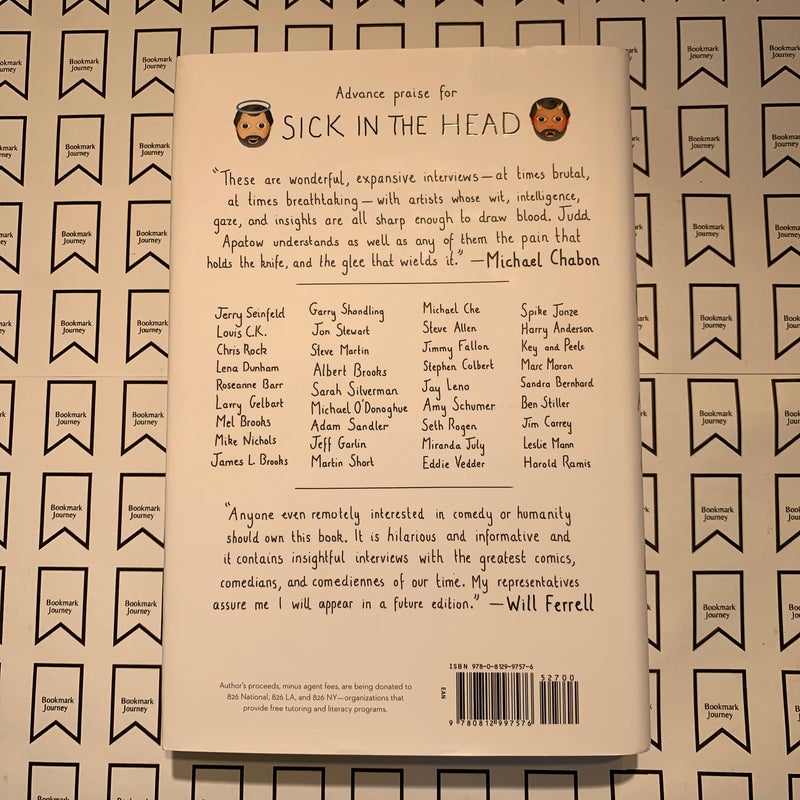 Advance praise for
SICK IN THE HEAD
"These are wonderful, expansive interviews—at times brutal,
at times breathtaking—with artists whose wit, intelligence,
gaze, and insights are all sharp enough to draw blood. Judd
Apatow understands as well as any of them the pain that
holds the knife, and the glee that wields it." —Michael Chabon
Jerry Seinfeld
Louis C.K.
Chris Rock
Lena Dunham
Roseanne Barr
Larry Gelbart
Mel Brooks
Mike Nichols
James L. Brooks
Garry Shandling
Jon Stewart
Steve Martin
Albert Brooks
Sarah Silverman
Michael O'Donoghue
Adam Sandler
Jeff Garlin
Martin Short
Michael Che
Steve Allen
Jimmy Fallon
Stephen Colbert
Jay Leno
Amy Schumer
Seth Rogen
Miranda July
Eddie Vedder
Spike Jonze
Harry Anderson
Key and Peele
Marc Maron
Sandra Bernhard
Ben Stiller
Jim Carrey
Leslie Mann
Harold Ramis
"Anyone even remotely interested in comedy or humanity
should own this book. It is hilarious and informative and
it contains insightful interviews with the greatest comics,
comedians, and comediennes of our time. My representatives
assure me I will appear in a future edition." —Will Ferrell
Author's proceeds, minus agent fees, are being donated to
826 National, 826 LA, and 826 NY—organizations that
provide free tutoring and literacy programs.
ISBN 978-0-8129-9757-6
52700
EAN
9 780812 997576
Bookmark
Journey